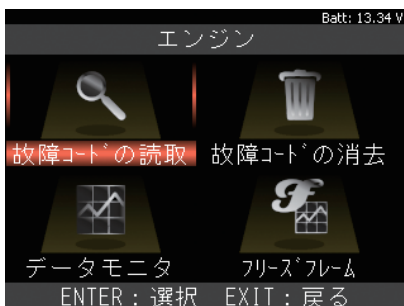 Batt: 13.34 V
エンジン
故障ｺｰﾄﾞの読取 故障ｺｰﾄﾞの消去
データモニタ ﾌﾘｰｽﾞﾌﾚｰﾑ
ENTER : 選択 EXIT : 戻る